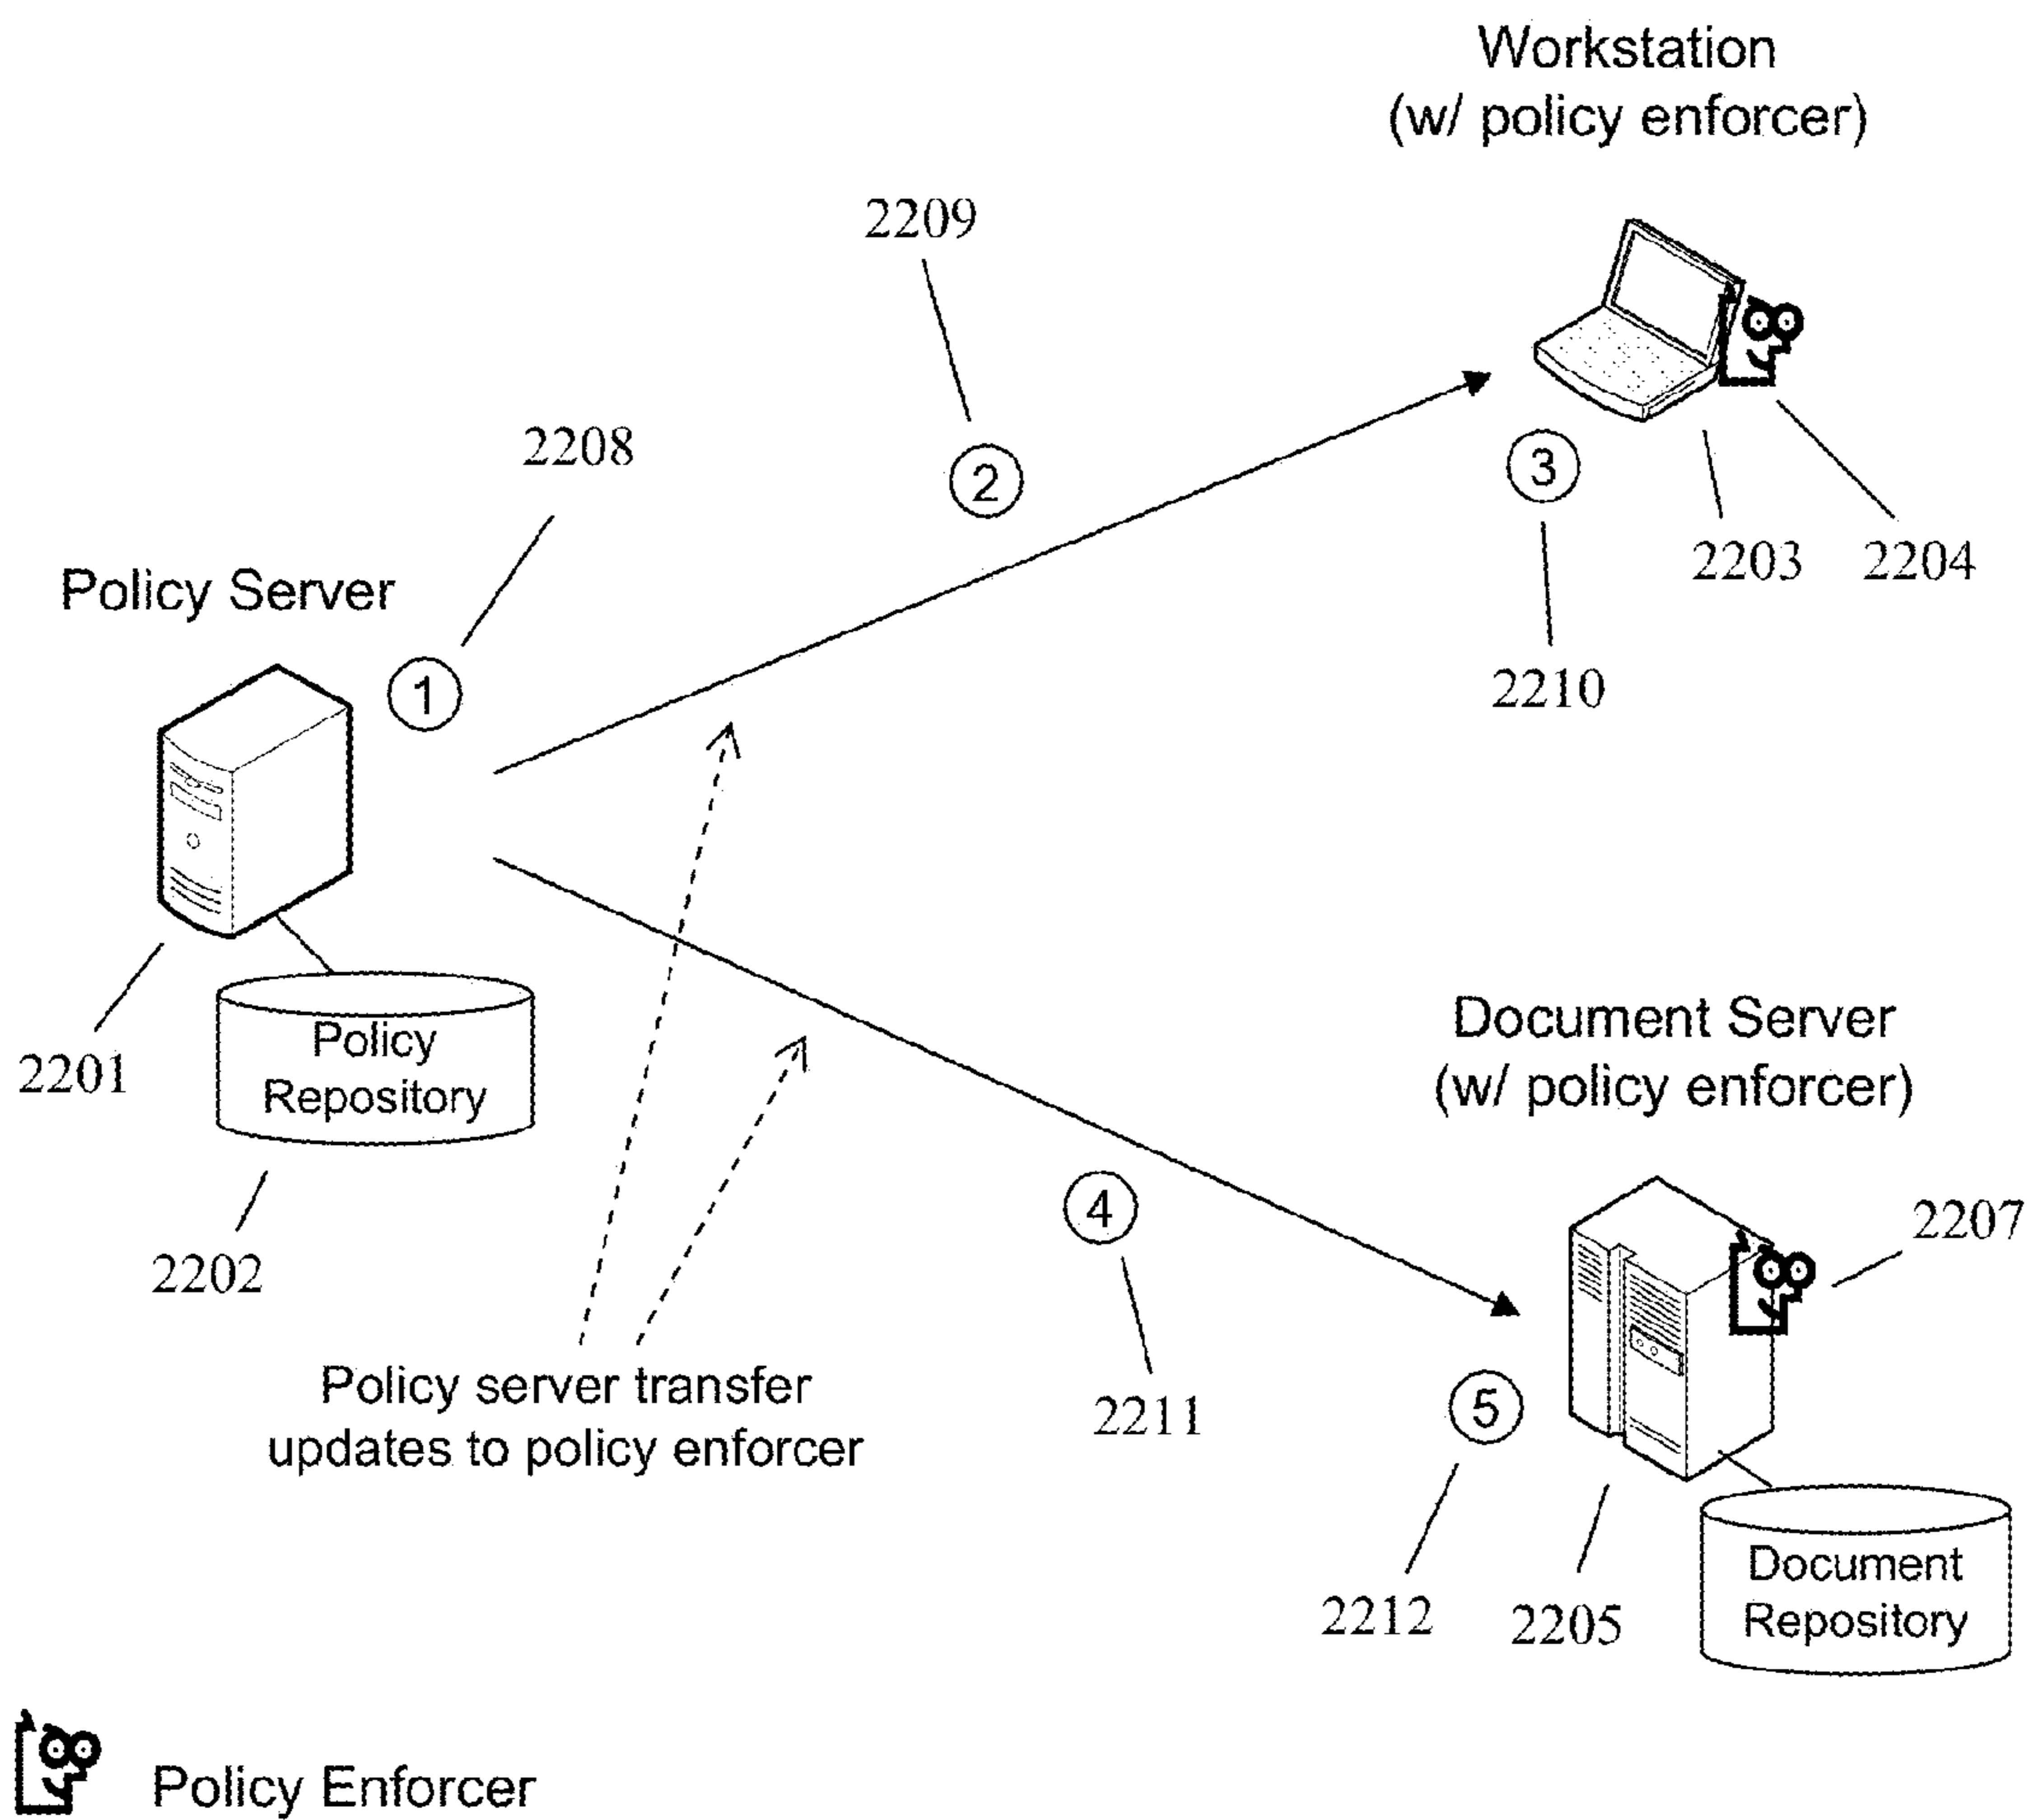 Workstation
(w/ policy enforcer)
2209
2208
2
3
2203
2204
Policy Server
1
2210
Document Server
(w/ policy enforcer)
Policy
Repository
2201
2202
4
2207
Policy server transfer
updates to policy enforcer
2211
5
2212
2205
Document
Repository
Policy Enforcer